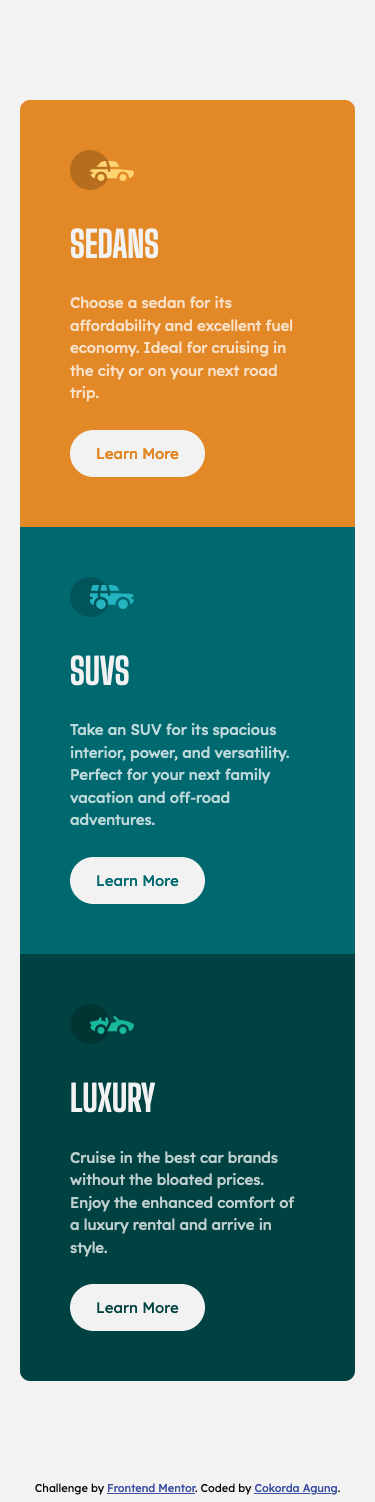 SEDANS
Choose a sedan for its
affordability and excellent fuel
economy. Ideal for cruising in
the city or on your next road
trip.
Learn More
SUVS
Take an SUV for its spacious
interior, power, and versatility.
Perfect for your next family
vacation and off-road
adventures.
Learn More
LUXURY
Cruise in the best car brands
without the bloated prices.
Enjoy the enhanced comfort of
a luxury rental and arrive in
style.
Learn More
Challenge by Frontend Mentor. Coded by Cokorda Agung.